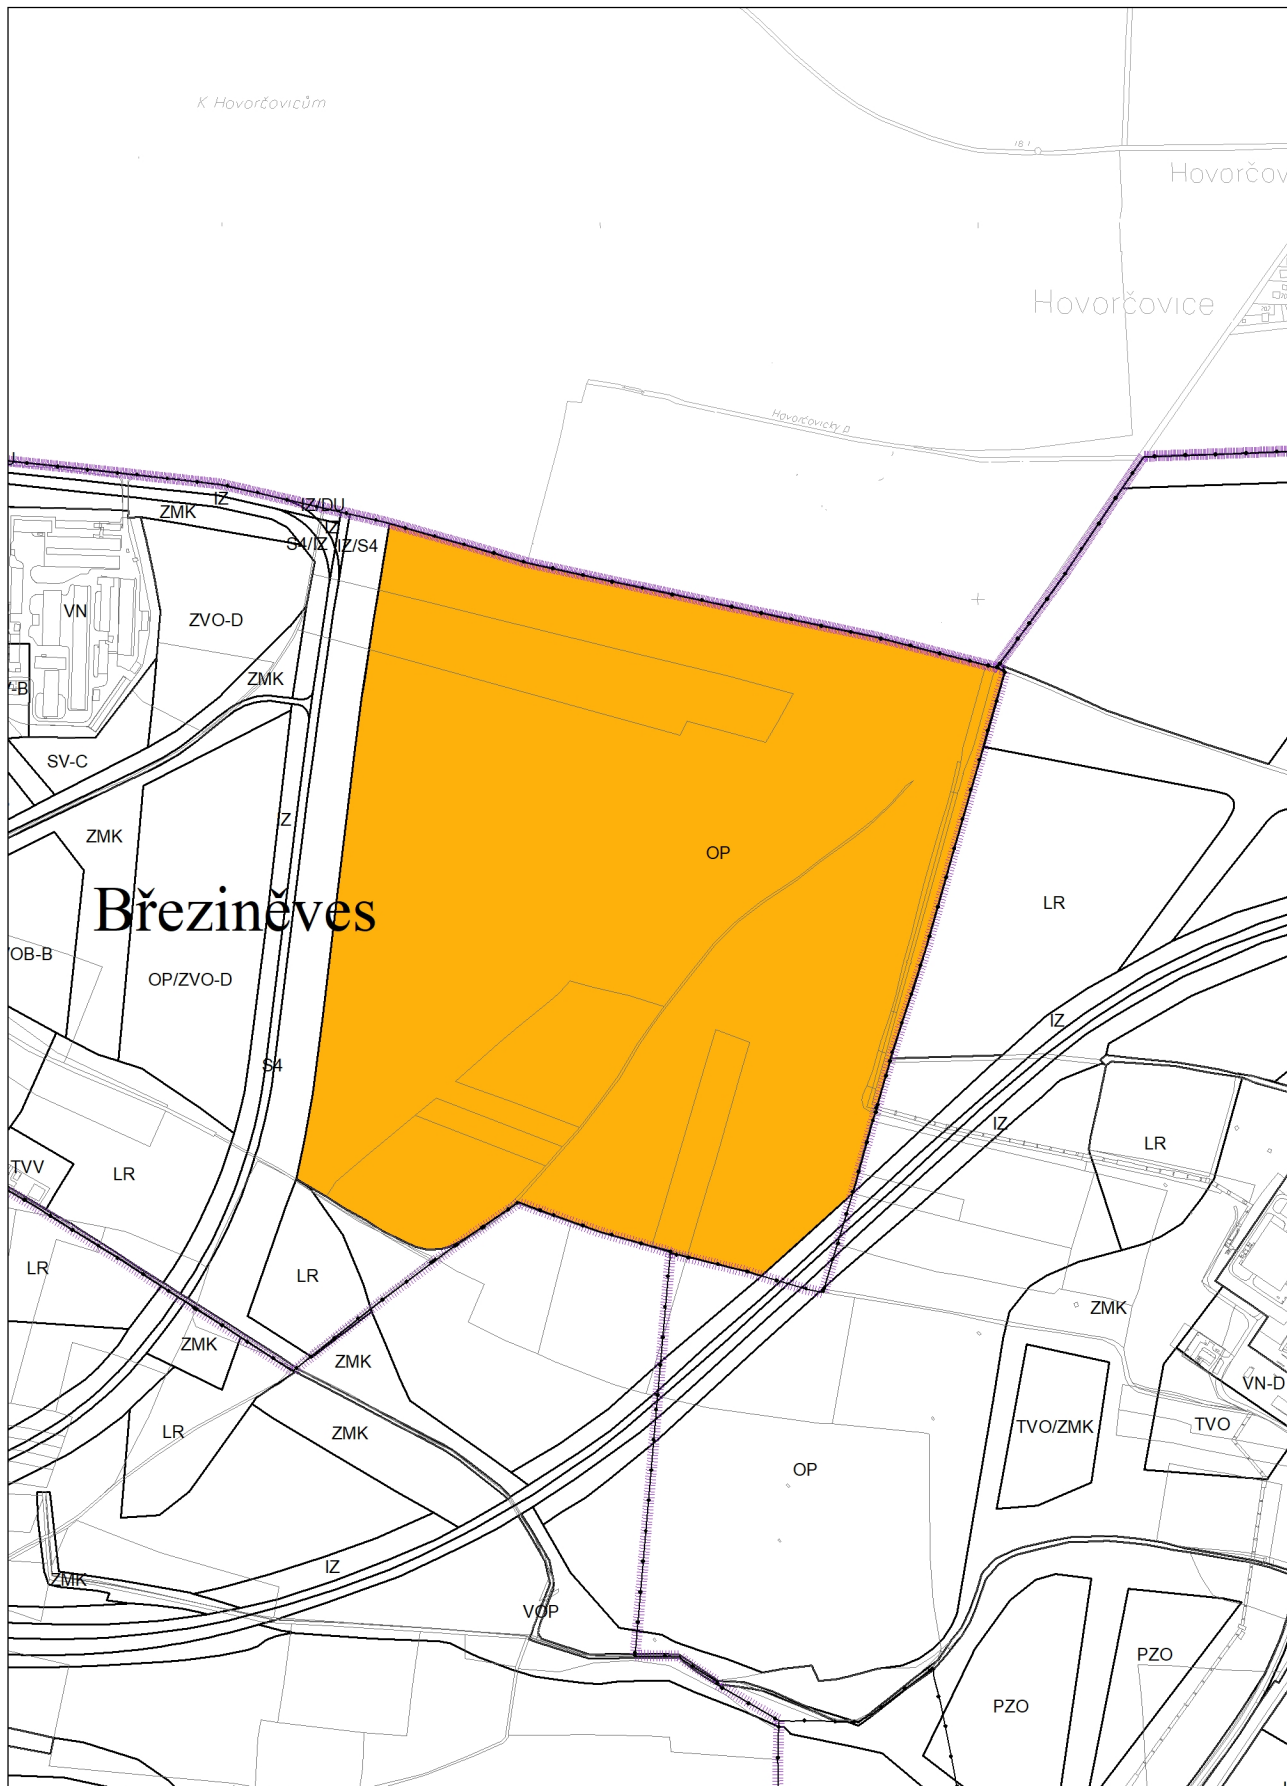 K Hovorčovicům
181
Hovorčov
Hovorčovice
Hovorčovický p
IZ
IZ/DU
ZMK
IZ
S4/IZ
IZ/S4
VN
ZVO-D
ZMK
-B
SV-C
IZ
ZMK
OP
LR
Březiněves
OB-B
OP/ZVO-D
IZ
S4
IZ
LR
TVV
LR
LR
LR
ZMK
ZMK
ZMK
VN-D
LR
ZMK
TVO/ZMK
TVO
OP
IZ
ZMK
VOP
PZO
PZO